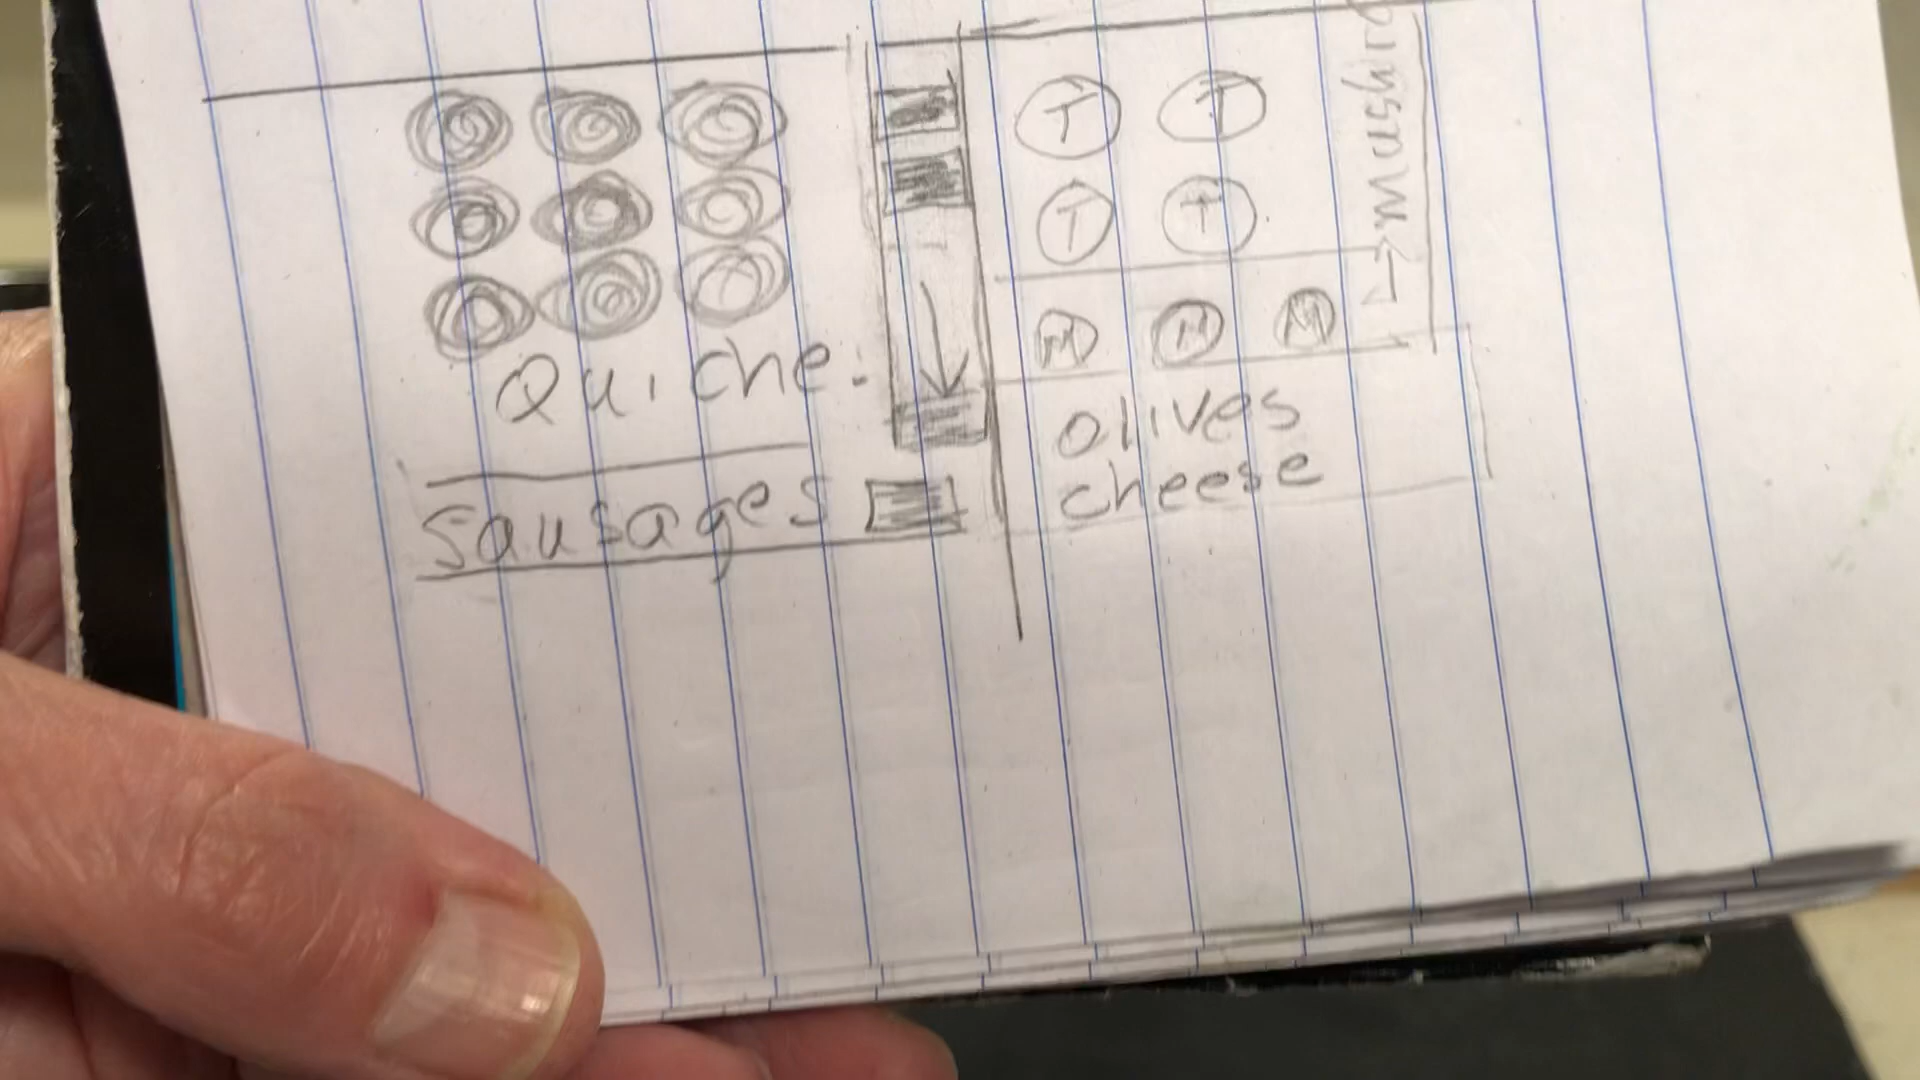 T T
T T
M M M
Quiche.
olives
cheese
sausages